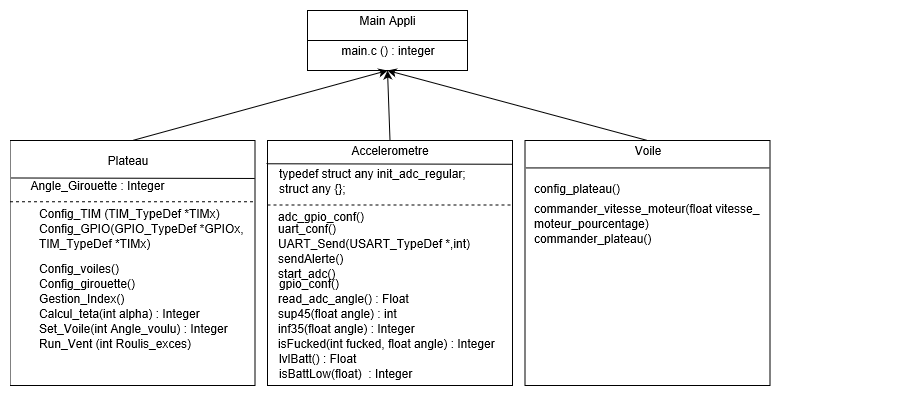 Main Appli
main.c () : integer
Plateau
Angle_Girouette : Integer
Config_TIM (TIM_TypeDef *TIMx)
Config_GPIO(GPIO_TypeDef *GPIOx,
TIM_TypeDef *TIMx)
Config_voiles()
Config_girouette()
Gestion_Index()
Calcul_teta(int alpha) : Integer
Set_Voile(int Angle_voulu) : Integer
Run_Vent (int Roulis_exces)
Accelerometre
typedef struct any init_adc_regular;
struct any {};
adc_gpio_conf()
uart_conf()
UART_Send(USART_TypeDef *,int)
sendAlerte()
start_adc()
gpio_conf()
read_adc_angle() : Float
sup45(float angle) : int
inf35(float angle) : Integer
isFucked(int fucked, float angle) : Integer
lvlBatt() : Float
isBattLow(float) : Integer
Voile
config_plateau()
commander_vitesse_moteur(float vitesse_
moteur_pourcentage)
commander_plateau()